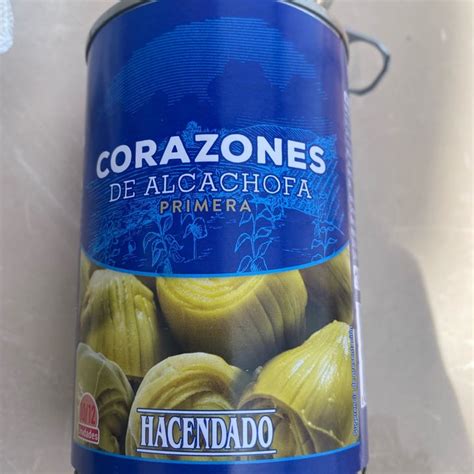 CORAZONES
DE ALCACHOFA
PRIMERA
HACENDADO